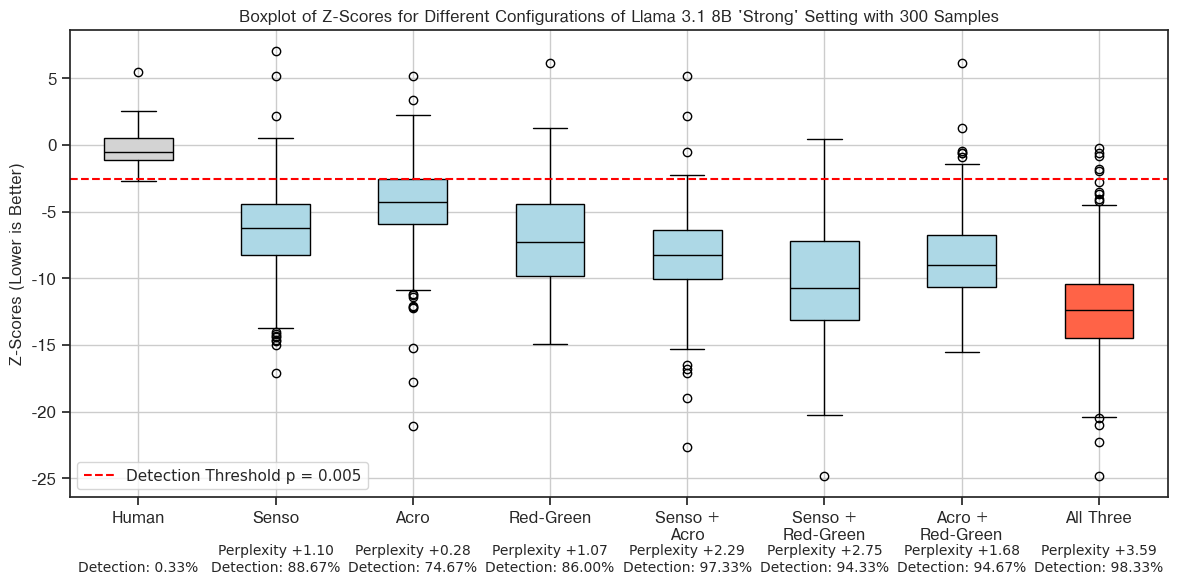 Boxplot of Z-Scores for Different Configurations of Llama 3.1 8B 'Strong' Setting with 300 Samples
Z-Scores (Lower is Better)
5
0
-5
-10
-15
-20
-25
Detection Threshold p = 0.005
Human
Senso
Acro
Red-Green
Senso +
Acro
Senso +
Red-Green
Acro +
Red-Green
All Three
Perplexity +1.10
Perplexity +0.28
Perplexity +1.07
Perplexity +2.29
Perplexity +2.75
Perplexity +1.68
Perplexity +3.59
Detection: 0.33%
Detection: 88.67%
Detection: 74.67%
Detection: 86.00%
Detection: 97.33%
Detection: 94.33%
Detection: 94.67%
Detection: 98.33%